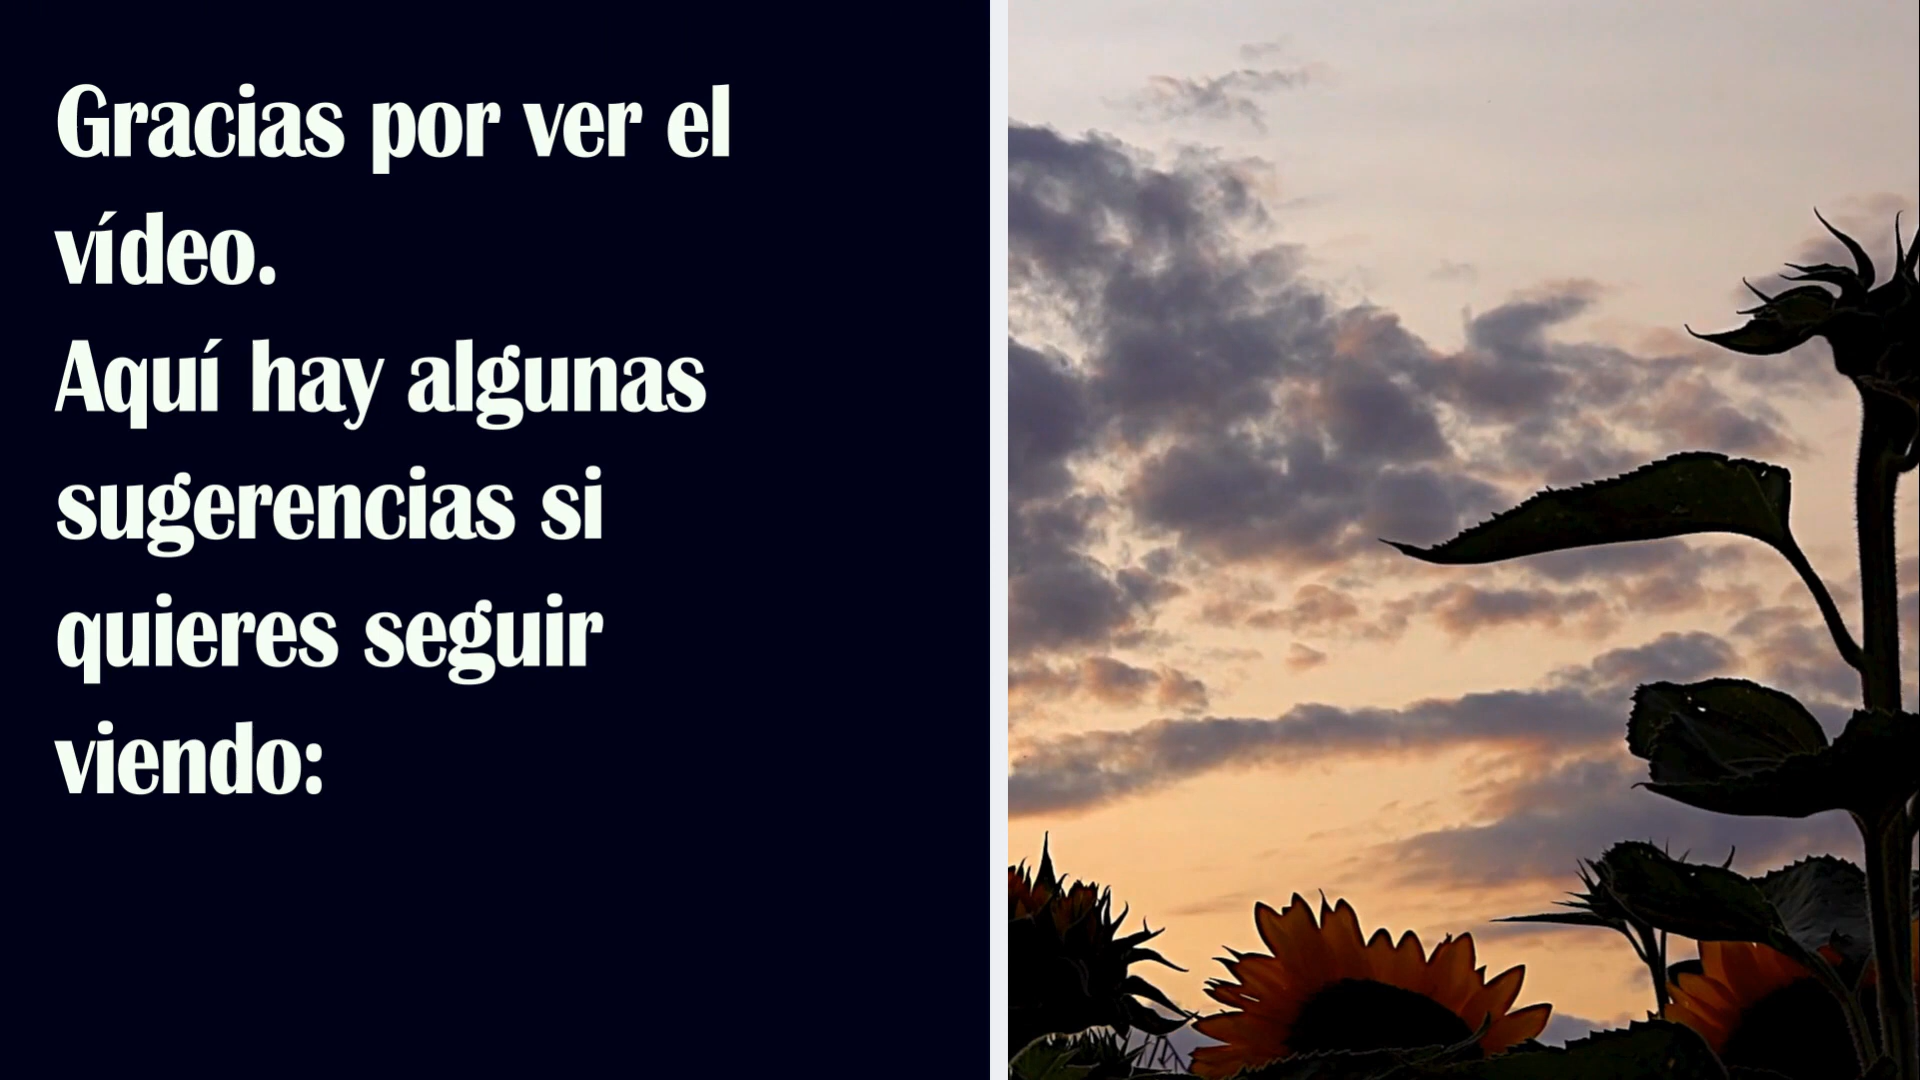 Gracias por ver el
vídeo.
Aquí hay algunas
sugerencias si
quieres seguir
viendo: